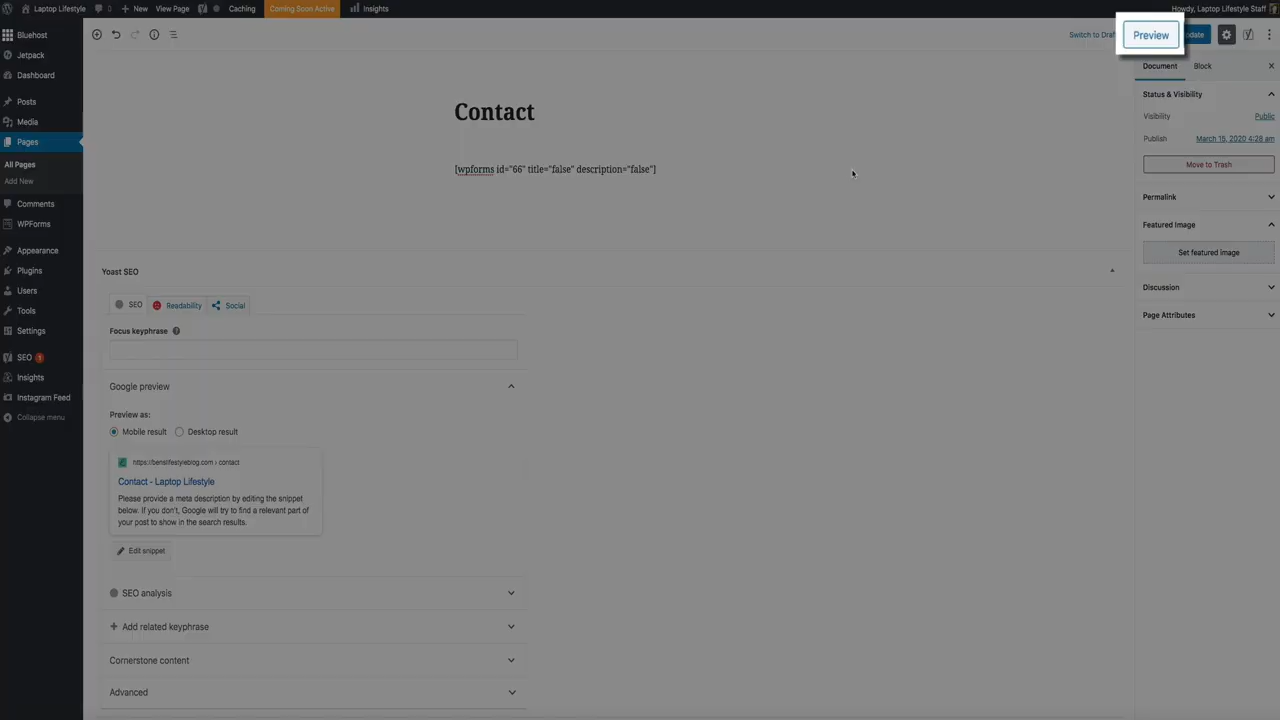 Laptop Lifestyle 0 New View Page Caching Coming Soon Active Insights Howdy, Laptop Lifestyle Staff
Bluehost
Jetpack
Dashboard
Posts
Media
Pages
All Pages
Add New
Comments
WPForms
Appearance
Plugins
Users
Tools
Settings
SEO 1
Insights
Instagram Feed
Collapse menu
Preview
Contact
[wpforms id="66" title="false" description="false"]
Yoast SEO
SEO Readability Social
Focus keyphrase
Google preview
Preview as:
Mobile result Desktop result
https://benslifestyleblog.com › contact
Contact - Laptop Lifestyle
Please provide a meta description by editing the snippet
below. If you don't, Google will try to find a relevant part of
your post to show in the search results.
Edit snippet
SEO analysis
Add related keyphrase
Cornerstone content
Advanced
Document Block
Status & Visibility
Visibility Public
Publish March 15, 2020 4:28 am
Move to Trash
Permalink
Featured Image
Set featured image
Discussion
Page Attributes